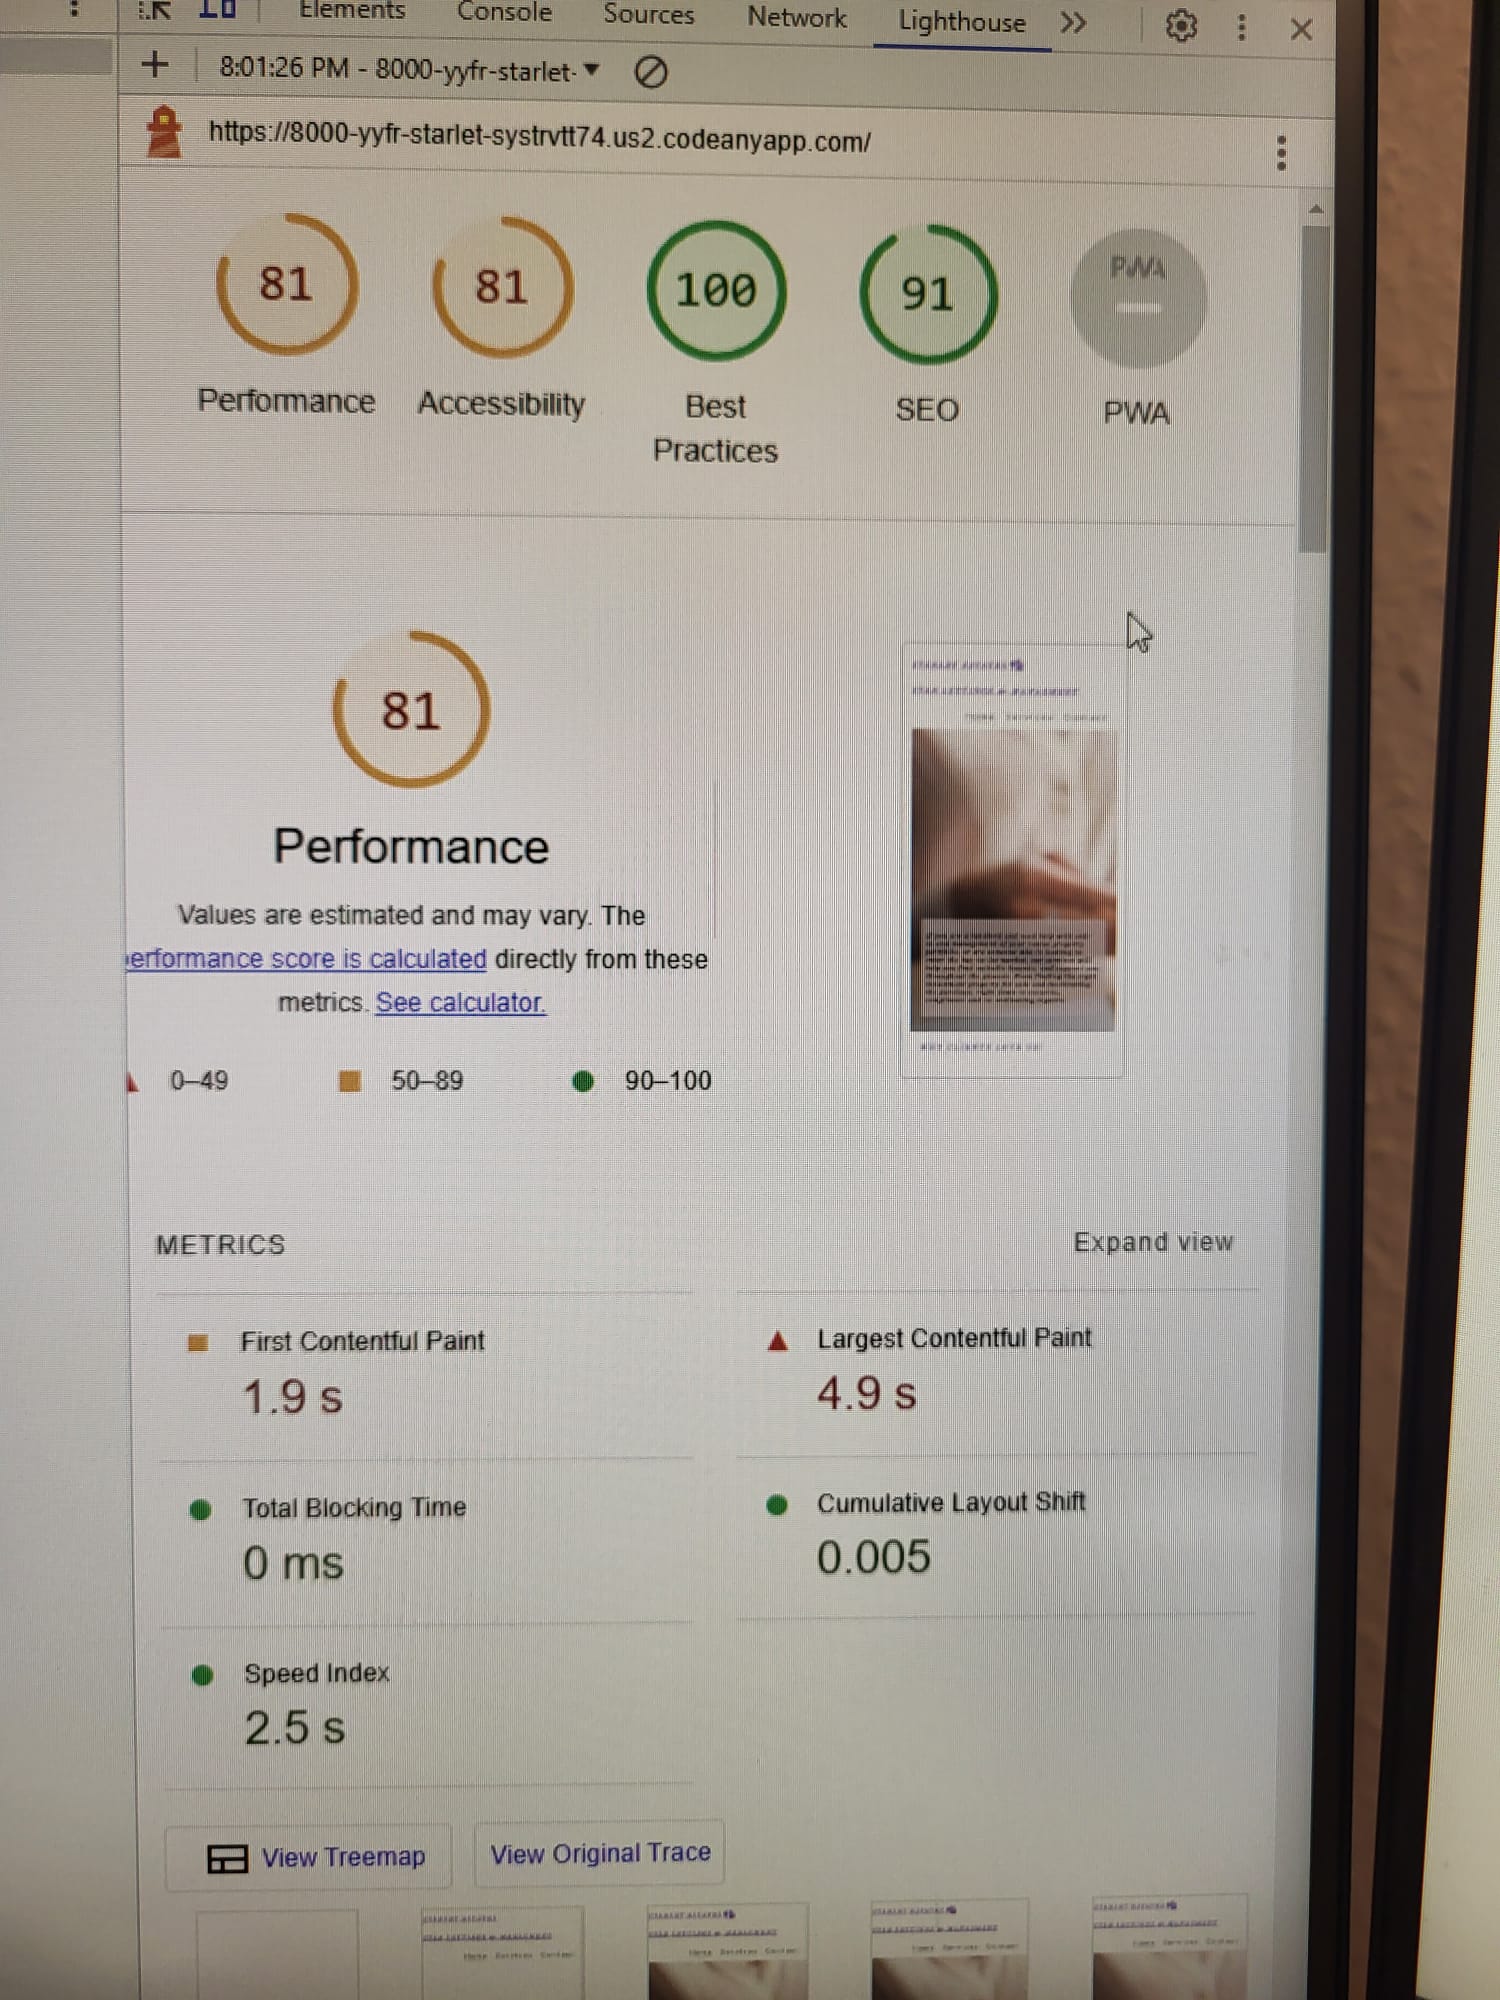 Elements Console Sources Network Lighthouse
8:01:26 PM - 8000-yyfr-starlet-
https://8000-yyfr-starlet-systrvtt74.us2.codeanyapp.com/
81 81 100 91 PWA
Performance Accessibility Best Practices SEO PWA
81
Performance
Values are estimated and may vary. The
erformance score is calculated directly from these
metrics. See calculator.
0–49 50–89 90–100
METRICS Expand view
First Contentful Paint
1.9 s
Largest Contentful Paint
4.9 s
Total Blocking Time
0 ms
Cumulative Layout Shift
0.005
Speed Index
2.5 s
View Treemap View Original Trace